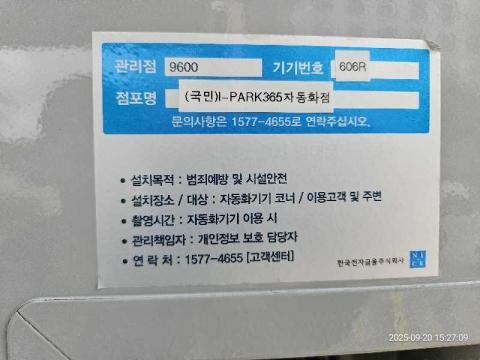 관리점 9600 기기번호 606R
점포명 (국민)I-PARK365자동화점
문의사항은 1577-4655로 연락주십시오.
• 설치목적 : 범죄예방 및 시설안전
• 설치장소 / 대상 : 자동화기기 코너 / 이용고객 및 주변
• 촬영시간 : 자동화기기 이용 시
• 관리책임자 : 개인정보 보호 담당자
• 연 락 처 : 1577-4655 [고객센터]
한국전자금융주식회사 NICE
2025-09-20 15:27:09